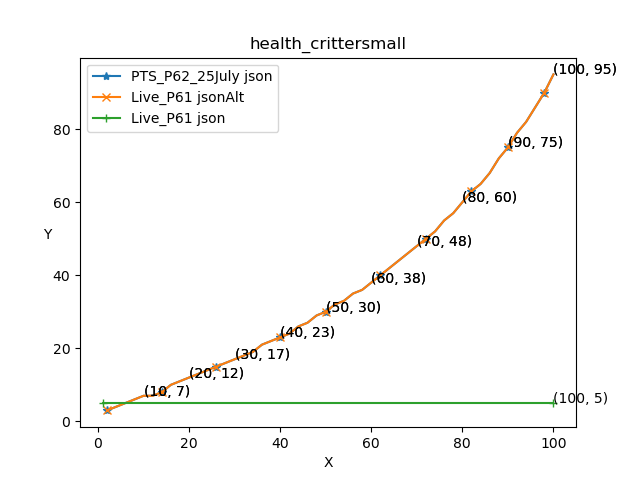 health_crittersmall
PTS_P62_25July json
Live_P61 jsonAlt
Live_P61 json
(100, 95)
(90, 75)
(80, 60)
(70, 48)
(60, 38)
(50, 30)
(40, 23)
(30, 17)
(20, 12)
(10, 7)
(100, 5)
Y
80
60
40
20
0
0 20 40 60 80 100
X